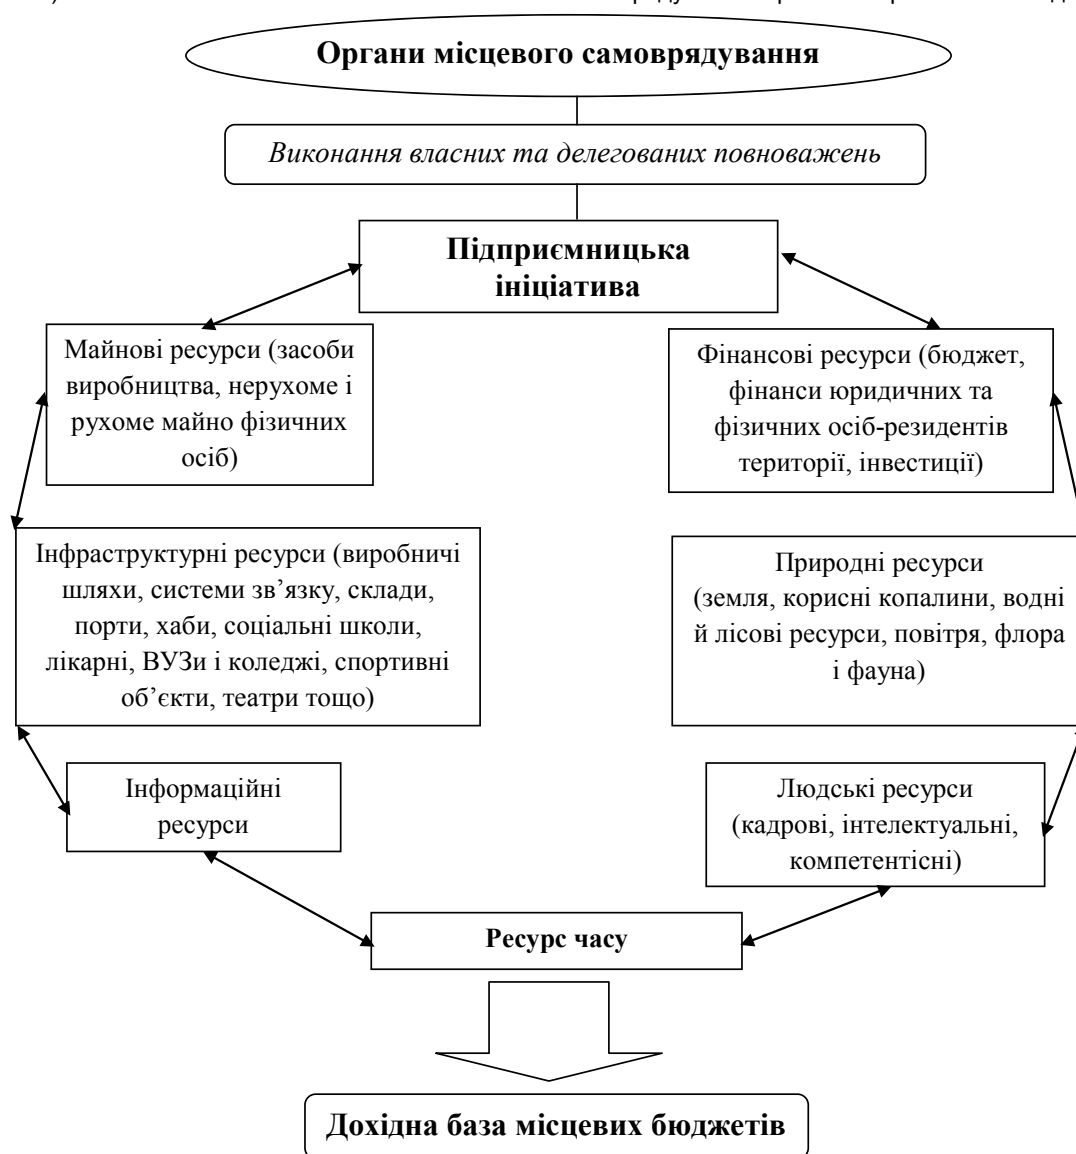 Органи місцевого самоврядування
Виконання власних та делегованих повноважень
Підприємницька
ініціатива
Майнові ресурси (засоби
виробництва, нерухоме і
рухоме майно фізичних
осіб)
Фінансові ресурси (бюджет,
фінанси юридичних та
фізичних осіб-резидентів
території, інвестиції)
Інфраструктурні ресурси (виробничі
шляхи, системи зв’язку, склади,
порти, хаби, соціальні школи,
лікарні, ВУЗи і коледжі, спортивні
об’єкти, театри тощо)
Природні ресурси
(земля, корисні копалини, водні
й лісові ресурси, повітря, флора
і фауна)
Інформаційні
ресурси
Людські ресурси
(кадрові, інтелектуальні,
компетентісні)
Ресурс часу
Дохідна база місцевих бюджетів